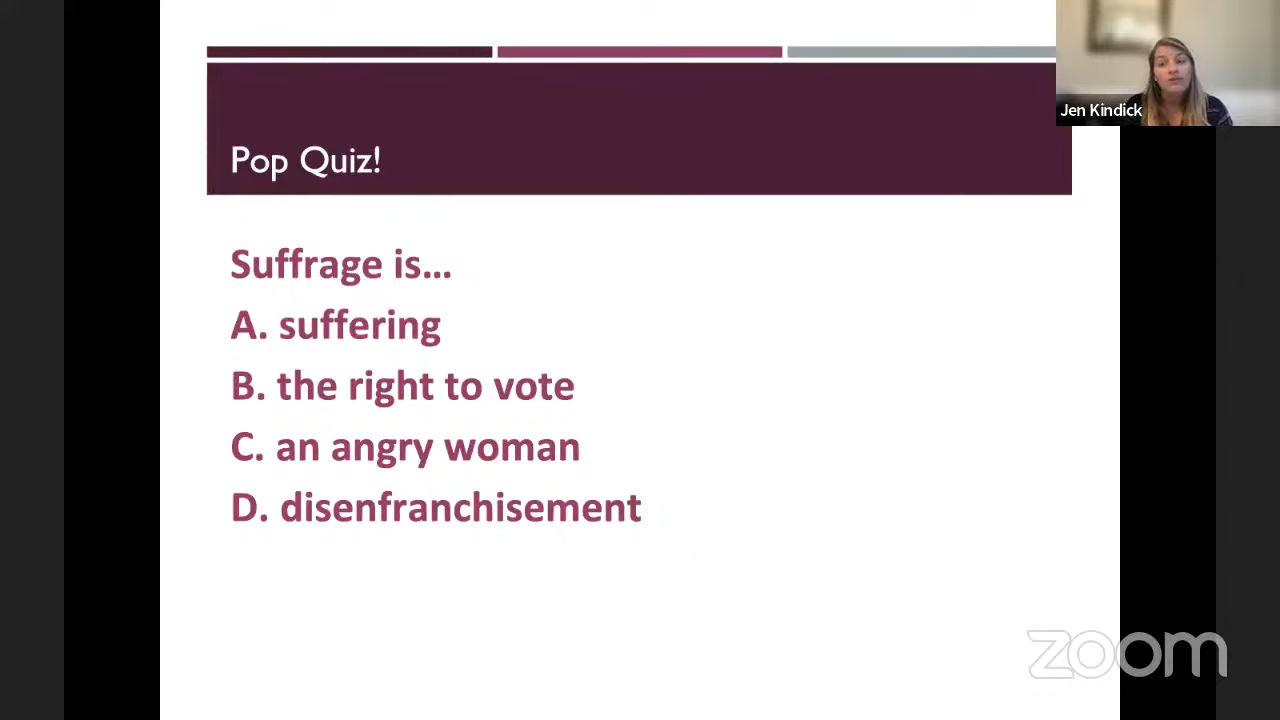 Jen Kindick
Pop Quiz!
Suffrage is…
A. suffering
B. the right to vote
C. an angry woman
D. disenfranchisement
zoom